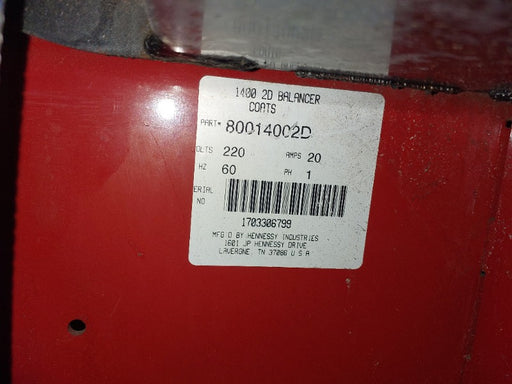 1400 2D BALANCER
COATS
PART# 80014002D
OLTS 220 AMPS 20
HZ 60 PH 1
ERIAL
NO
1703306799
MFG'D BY HENNESSY INDUSTRIES
1601 JP HENNESSY DRIVE
LAVERGNE, TN 37086 U S A